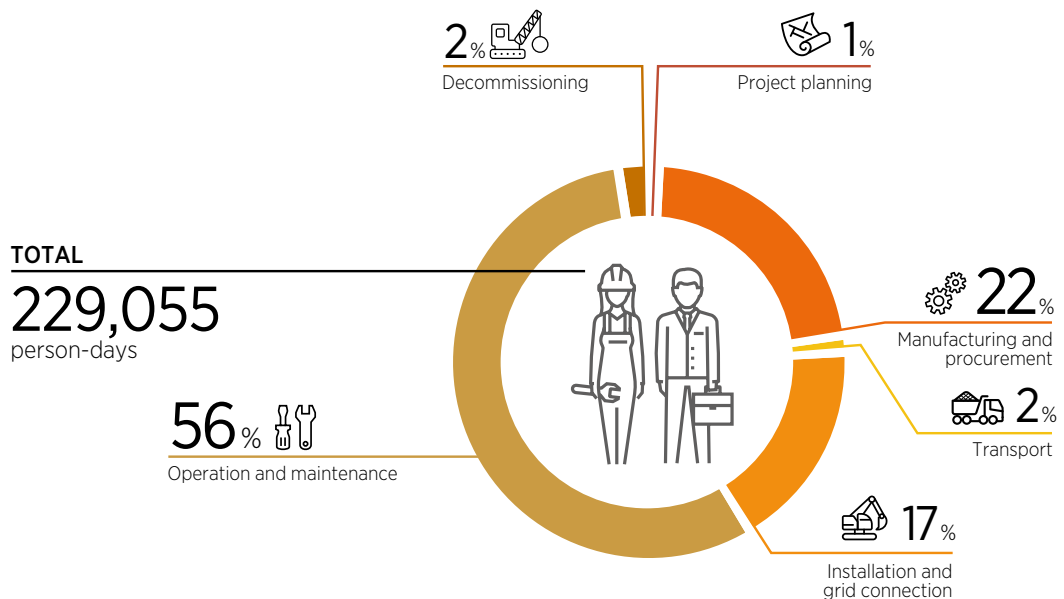 2%
Decommissioning
1%
Project planning
TOTAL
229,055
person-days
22%
Manufacturing and
procurement
2%
Transport
56%
Operation and maintenance
17%
Installation and
grid connection